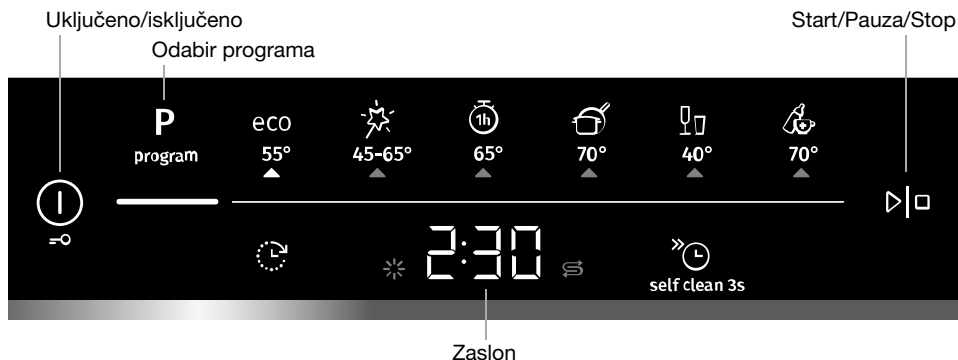 Uključeno/isključeno
Start/Pauza/Stop
Odabir programa
P
program
eco
55°
45-65°
1h
65°
70°
40°
70°
2:30
self clean 3s
Zaslon